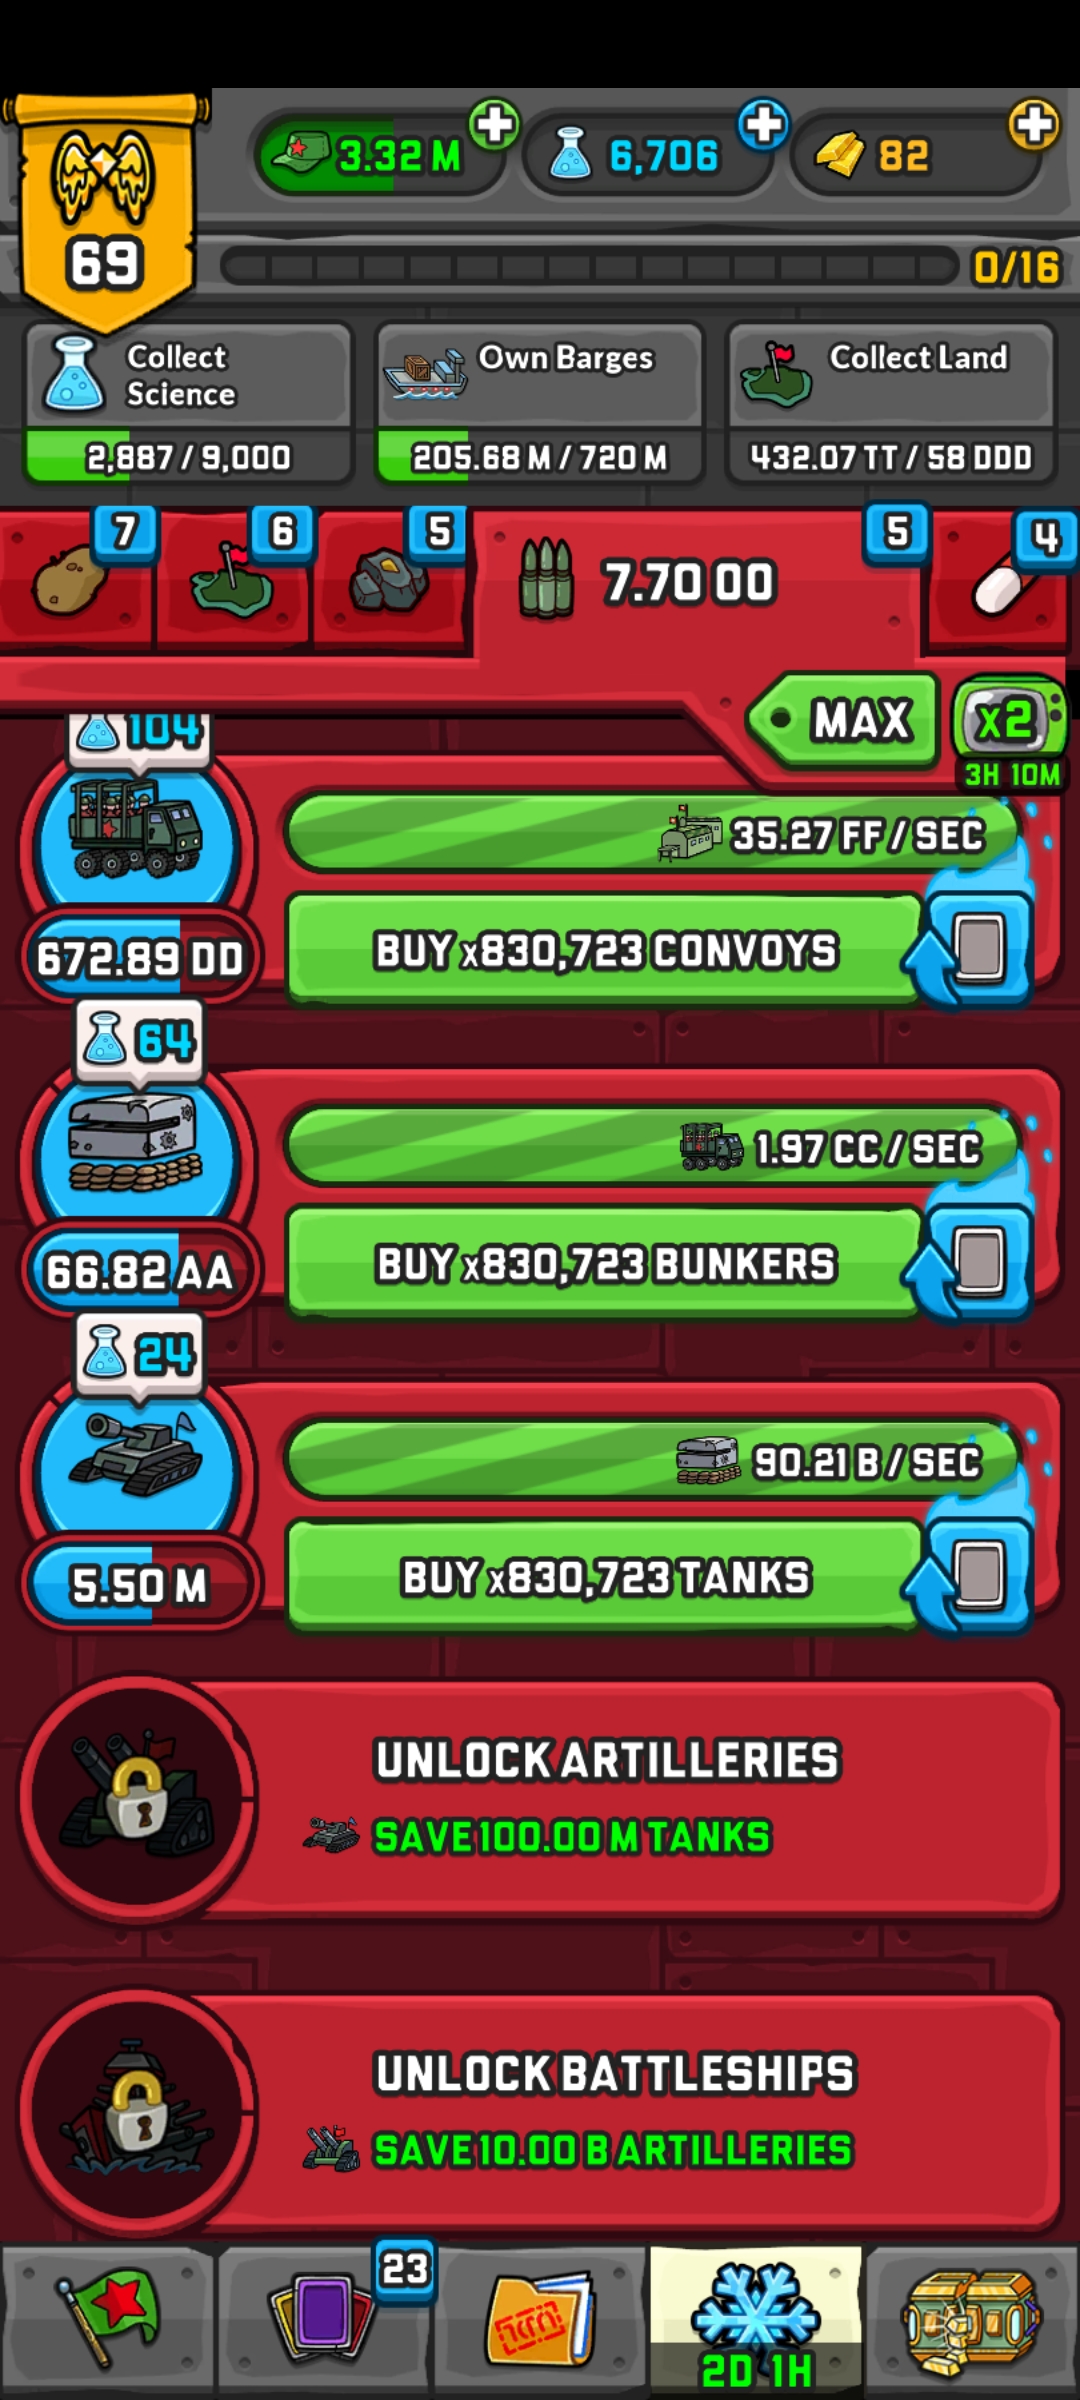 3.32 M
6,706
82
69
0/16
Collect
Science
2,887 / 9,000
Own Barges
205.68 M / 720 M
Collect Land
432.07 TT / 58 DDD
7
6
5
7.70 OO
5
4
MAX
x2
3H 10M
104
35.27 FF / SEC
672.89 DD
BUY x830,723 CONVOYS
64
1.97 CC / SEC
66.82 AA
BUY x830,723 BUNKERS
24
90.21 B / SEC
5.50 M
BUY x830,723 TANKS
UNLOCK ARTILLERIES
SAVE 100.00 M TANKS
UNLOCK BATTLESHIPS
SAVE 10.00 B ARTILLERIES
23
2D 1H